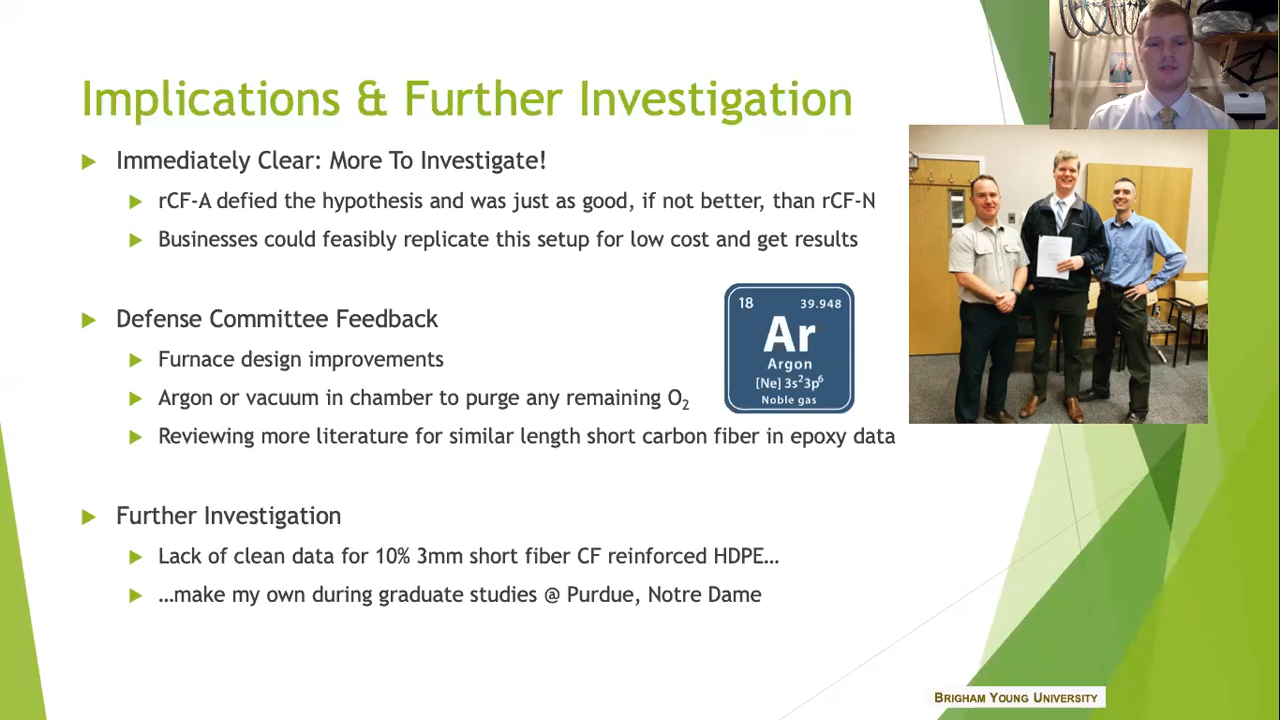 Implications & Further Investigation
Immediately Clear: More To Investigate!
rCF-A defied the hypothesis and was just as good, if not better, than rCF-N
Businesses could feasibly replicate this setup for low cost and get results
Defense Committee Feedback
Furnace design improvements
Argon or vacuum in chamber to purge any remaining O₂
Reviewing more literature for similar length short carbon fiber in epoxy data
18 39.948
Ar
Argon
[Ne] 3s²3p⁶
Noble gas
Further Investigation
Lack of clean data for 10% 3mm short fiber CF reinforced HDPE…
…make my own during graduate studies @ Purdue, Notre Dame
BRIGHAM YOUNG UNIVERSITY